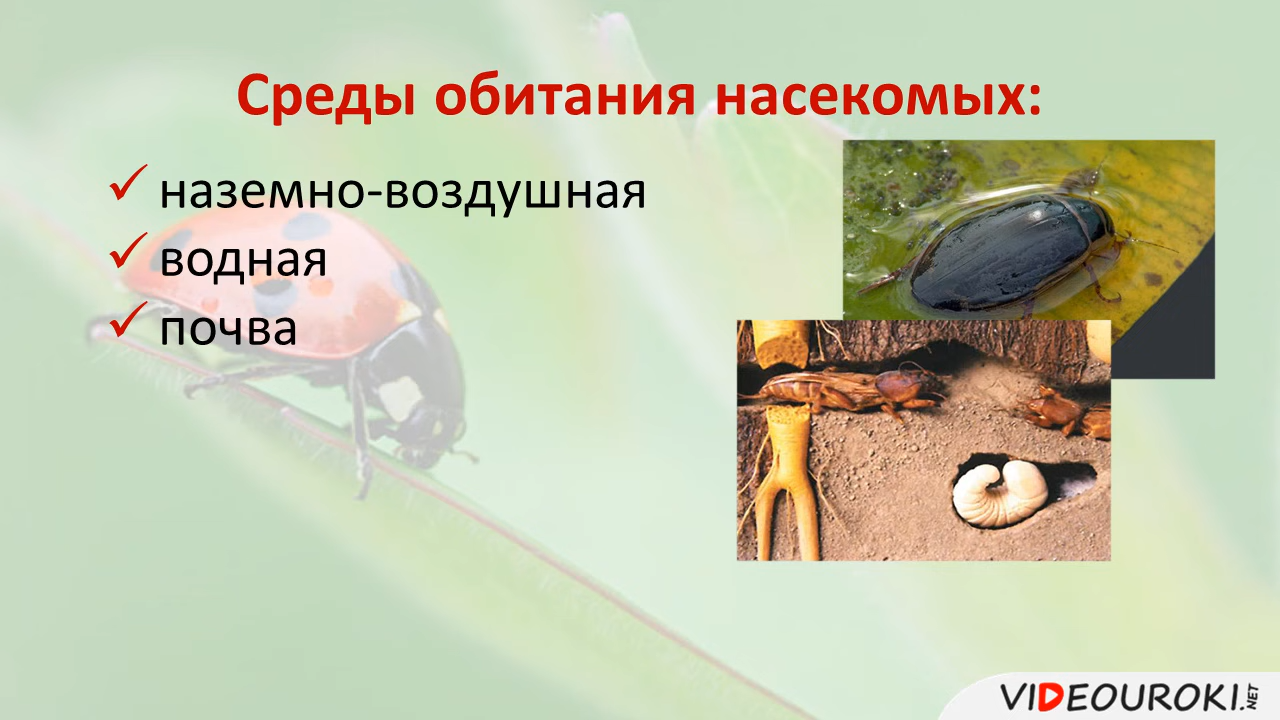 Среды обитания насекомых:
наземно-воздушная
водная
почва
VIDEOUROKI.NET